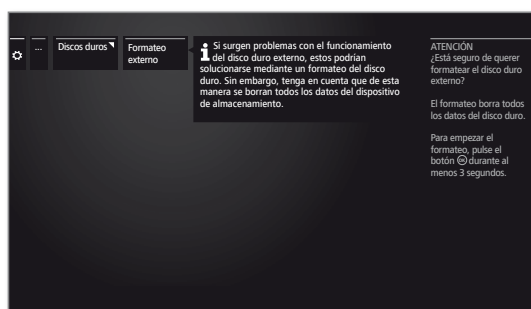 ...
Discos duros
Formateo
externo
Si surgen problemas con el funcionamiento
del disco duro externo, estos podrían
solucionarse mediante un formateo del disco
duro. Sin embargo, tenga en cuenta que de esta
manera se borran todos los datos del dispositivo
de almacenamiento.
ATENCIÓN
¿Está seguro de querer
formatear el disco duro
externo?
El formateo borra todos
los datos del disco duro.
Para empezar el
formateo, pulse el
botón OK durante al
menos 3 segundos.